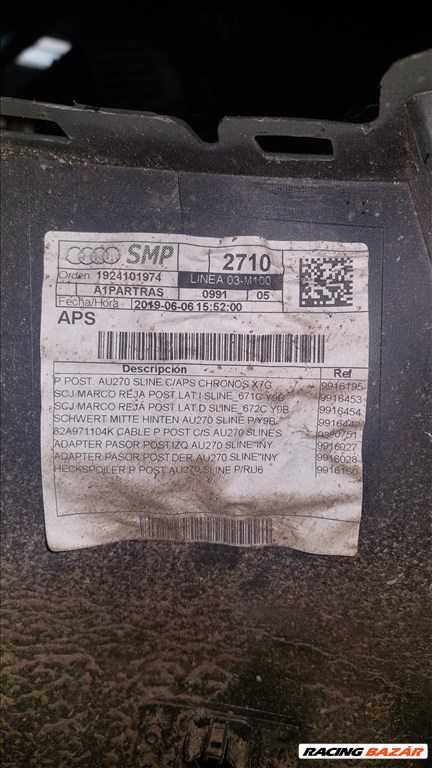 SMP 2710
Orden 1924101974 LINEA 03-M100
A1PARTRAS 0991 05
Fecha/Hora 2019-06-06 15:52:00
APS
Descripción Ref
P.POST. AU270 SLINE C/APS CHRONOS X7G 9916195
SCJ MARCO REJA POST.LAT.I SLINE_671C Y9B 9916453
SCJ MARCO REJA POST.LAT.D SLINE_672C Y9B 9916454
SCHWERT MITTE HINTEN AU270 SLINE P/Y9B
82A971104K CABLE P.POST C/S.AU270 SLINES
ADAPTER PASOR POST.IZQ AU270 SLINE"INY 9916027
ADAPTER PASOR POST.DER AU270 SLINE"INY 9916028
HECKSPOILER P.POST AU270 SLINE P/RU6
RACINGBAZÁR